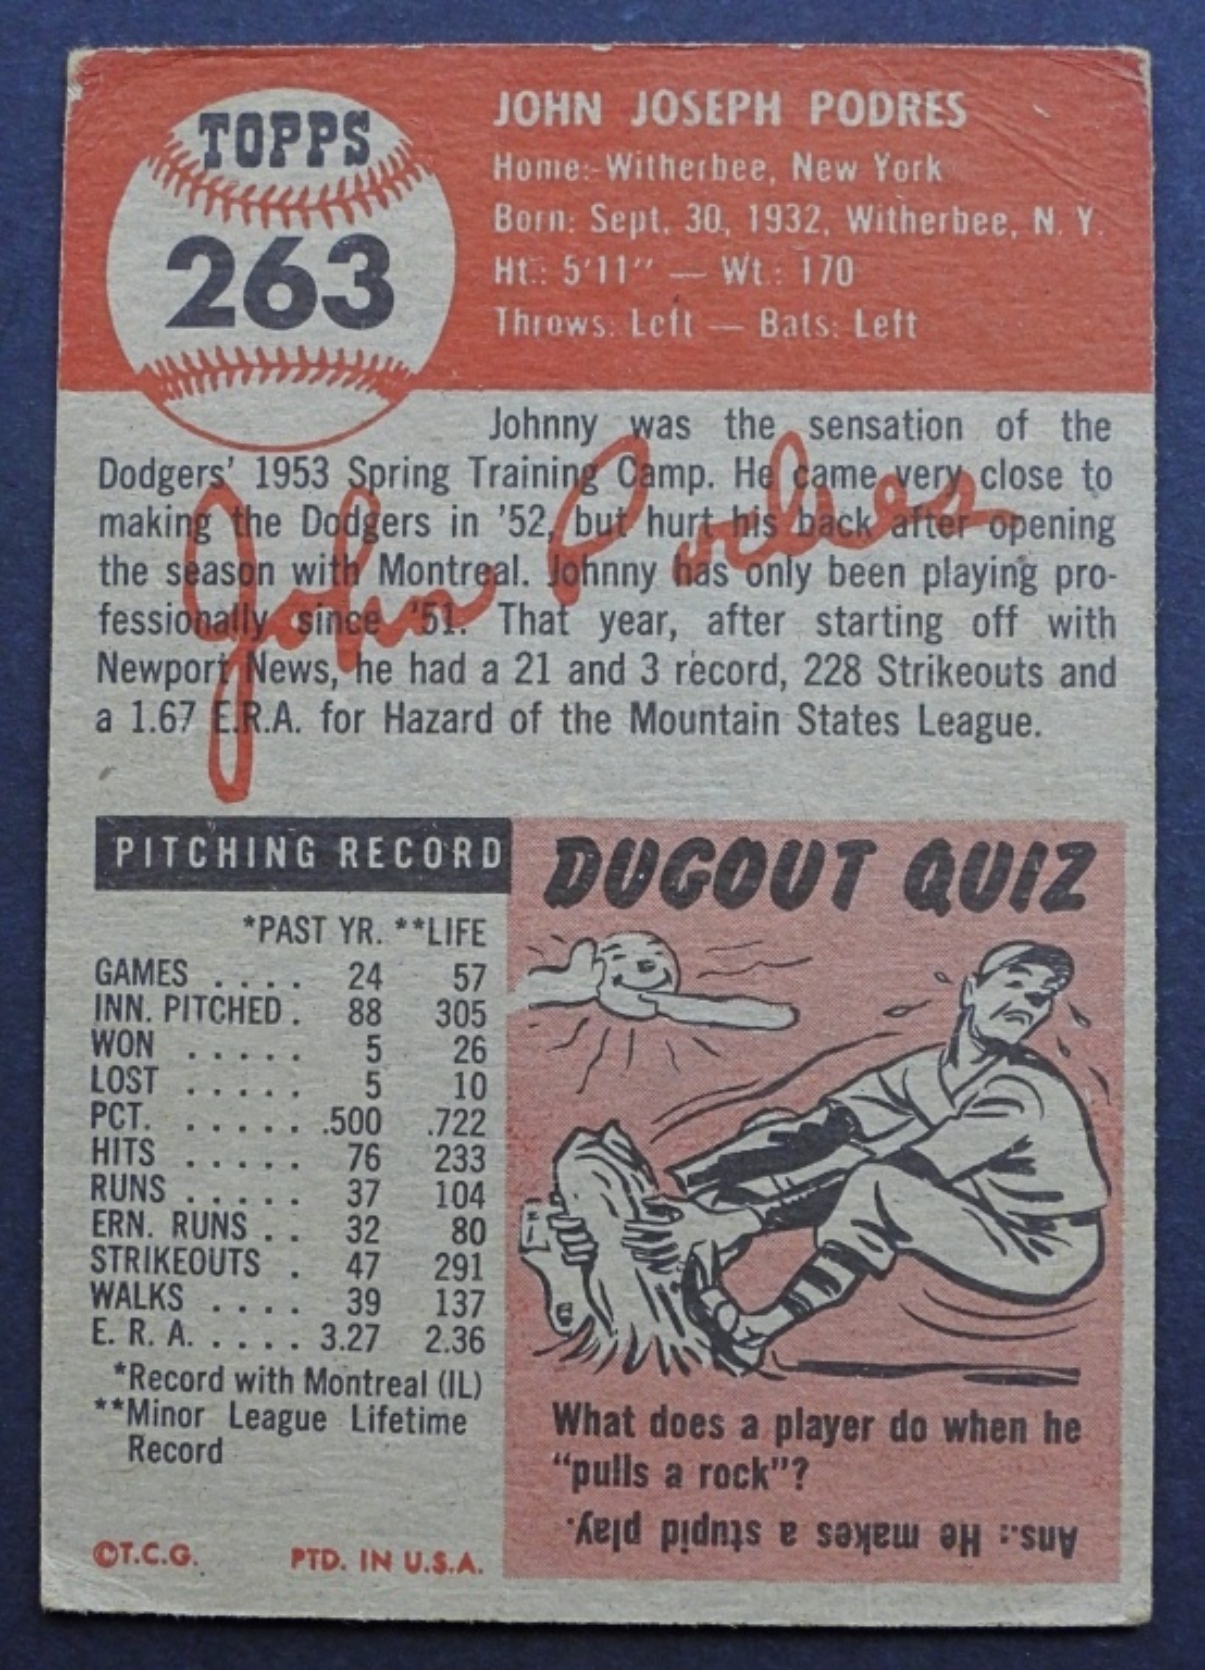 TOPPS
263
JOHN JOSEPH PODRES
Home:-Witherbee, New York
Born: Sept. 30, 1932, Witherbee, N. Y.
Ht.: 5'11" — Wt.: 170
Throws: Left — Bats: Left
Johnny was the sensation of the
Dodgers' 1953 Spring Training Camp. He came very close to
making the Dodgers in '52, but hurt his back after opening
the season with Montreal. Johnny has only been playing pro-
fessionally since '51. That year, after starting off with
Newport News, he had a 21 and 3 record, 228 Strikeouts and
a 1.67 E.R.A. for Hazard of the Mountain States League.
John Podres
PITCHING RECORD
*PAST YR. **LIFE
GAMES .... 24 57
INN. PITCHED . 88 305
WON ..... 5 26
LOST ..... 5 10
PCT. ..... .500 .722
HITS ..... 76 233
RUNS ..... 37 104
ERN. RUNS .. 32 80
STRIKEOUTS . 47 291
WALKS .... 39 137
E. R. A. .... 3.27 2.36
*Record with Montreal (IL)
**Minor League Lifetime
Record
©T.C.G. PTD. IN U.S.A.
DUGOUT QUIZ
What does a player do when he
"pulls a rock"?
Ans.: He makes a stupid play.